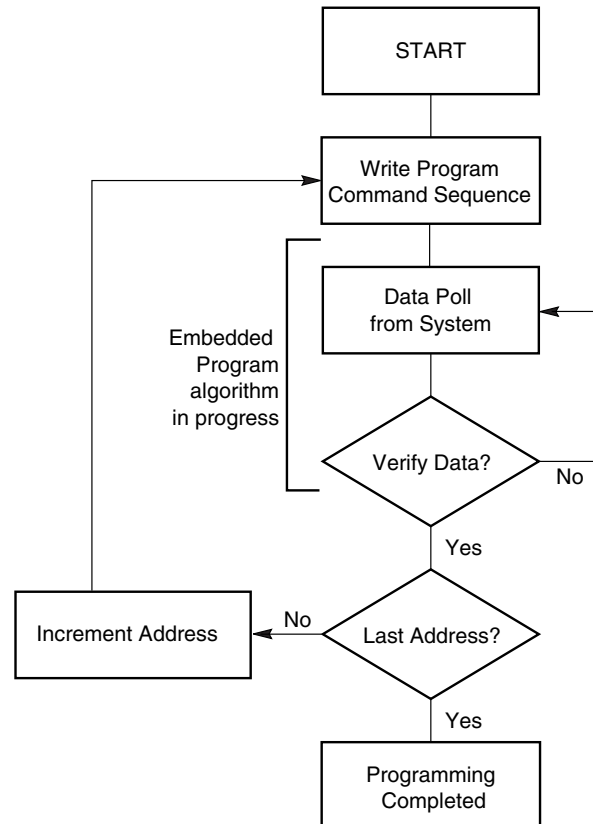 START
Write Program
Command Sequence
Data Poll
from System
Embedded
Program
algorithm
in progress
Verify Data?
No
Yes
No
Increment Address
Last Address?
Yes
Programming
Completed